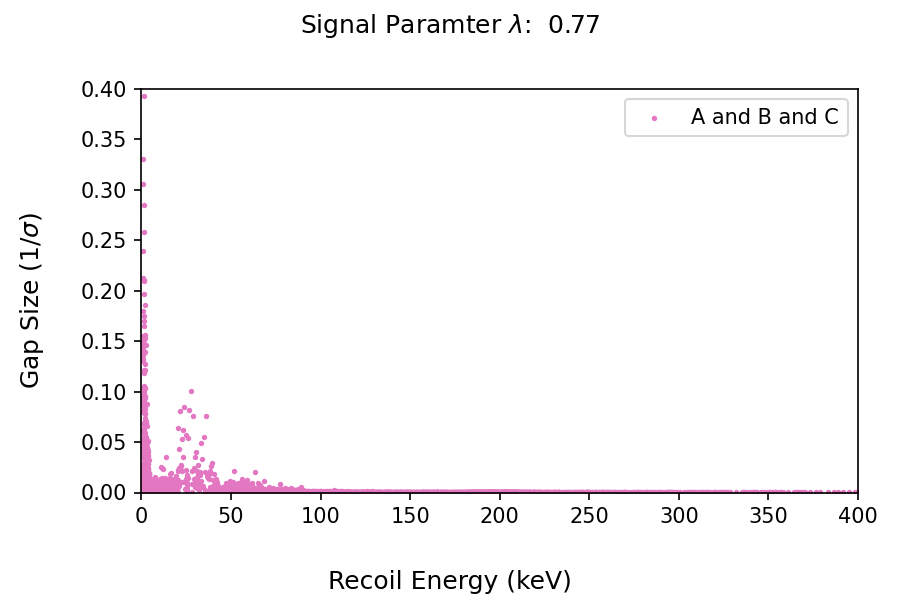 Signal Paramter λ: 0.77
0.40
0.35
0.30
0.25
0.20
0.15
0.10
0.05
0.00
Gap Size (1/σ)
A and B and C
0 50 100 150 200 250 300 350 400
Recoil Energy (keV)